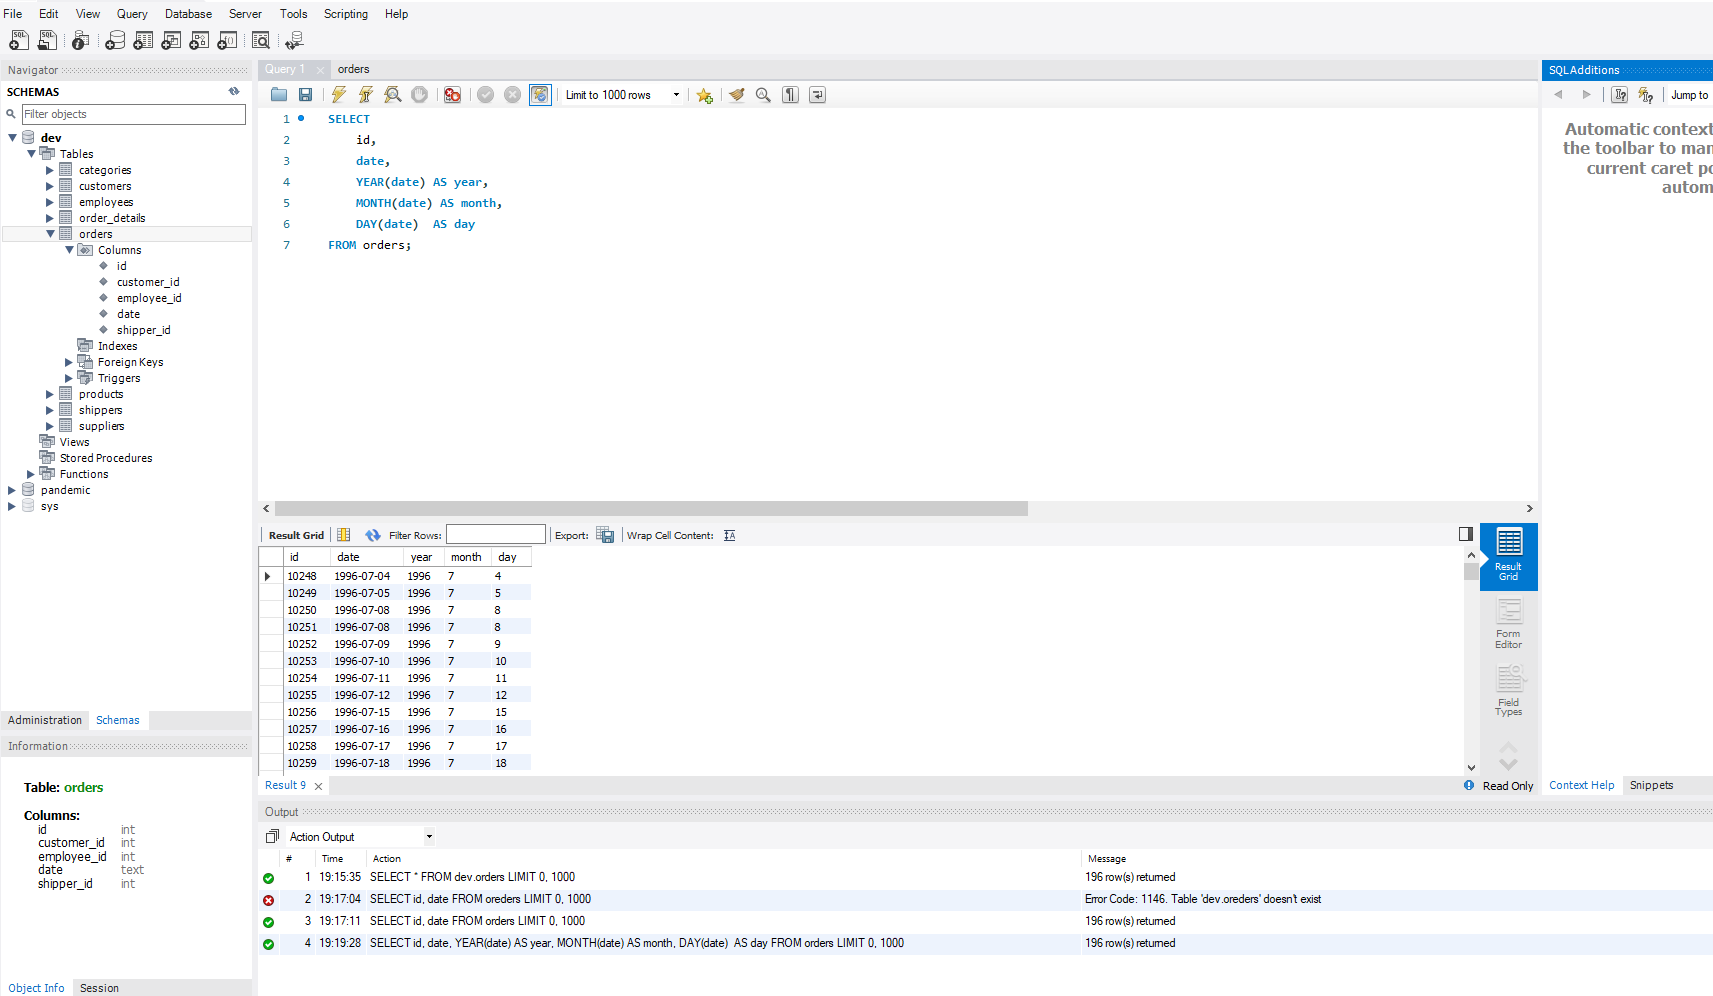 File Edit View Query Database Server Tools Scripting Help
Navigator
SCHEMAS
Filter objects
dev
Tables
categories
customers
employees
order_details
orders
Columns
id
customer_id
employee_id
date
shipper_id
Indexes
Foreign Keys
Triggers
products
shippers
suppliers
Views
Stored Procedures
Functions
pandemic
sys
Administration Schemas
Information
Table: orders
Columns:
id int
customer_id int
employee_id int
date text
shipper_id int
Object Info Session
Query 1 orders
Limit to 1000 rows
1 SELECT
2 id,
3 date,
4 YEAR(date) AS year,
5 MONTH(date) AS month,
6 DAY(date)  AS day
7 FROM orders;
Result Grid Filter Rows: Export: Wrap Cell Content:
id date year month day
10248 1996-07-04 1996 7 4
10249 1996-07-05 1996 7 5
10250 1996-07-08 1996 7 8
10251 1996-07-08 1996 7 8
10252 1996-07-09 1996 7 9
10253 1996-07-10 1996 7 10
10254 1996-07-11 1996 7 11
10255 1996-07-12 1996 7 12
10256 1996-07-15 1996 7 15
10257 1996-07-16 1996 7 16
10258 1996-07-17 1996 7 17
10259 1996-07-18 1996 7 18
Result
Grid
Form
Editor
Field
Types
Result 9 Read Only
SQLAdditions
Jump to
Automatic context
the toolbar to man
current caret po
autom
Context Help Snippets
Output
Action Output
# Time Action Message
1 19:15:35 SELECT * FROM dev.orders LIMIT 0, 1000 196 row(s) returned
2 19:17:04 SELECT id, date FROM oreders LIMIT 0, 1000 Error Code: 1146. Table 'dev.oreders' doesn't exist
3 19:17:11 SELECT id, date FROM orders LIMIT 0, 1000 196 row(s) returned
4 19:19:28 SELECT id, date, YEAR(date) AS year, MONTH(date) AS month, DAY(date)  AS day FROM orders LIMIT 0, 1000 196 row(s) returned